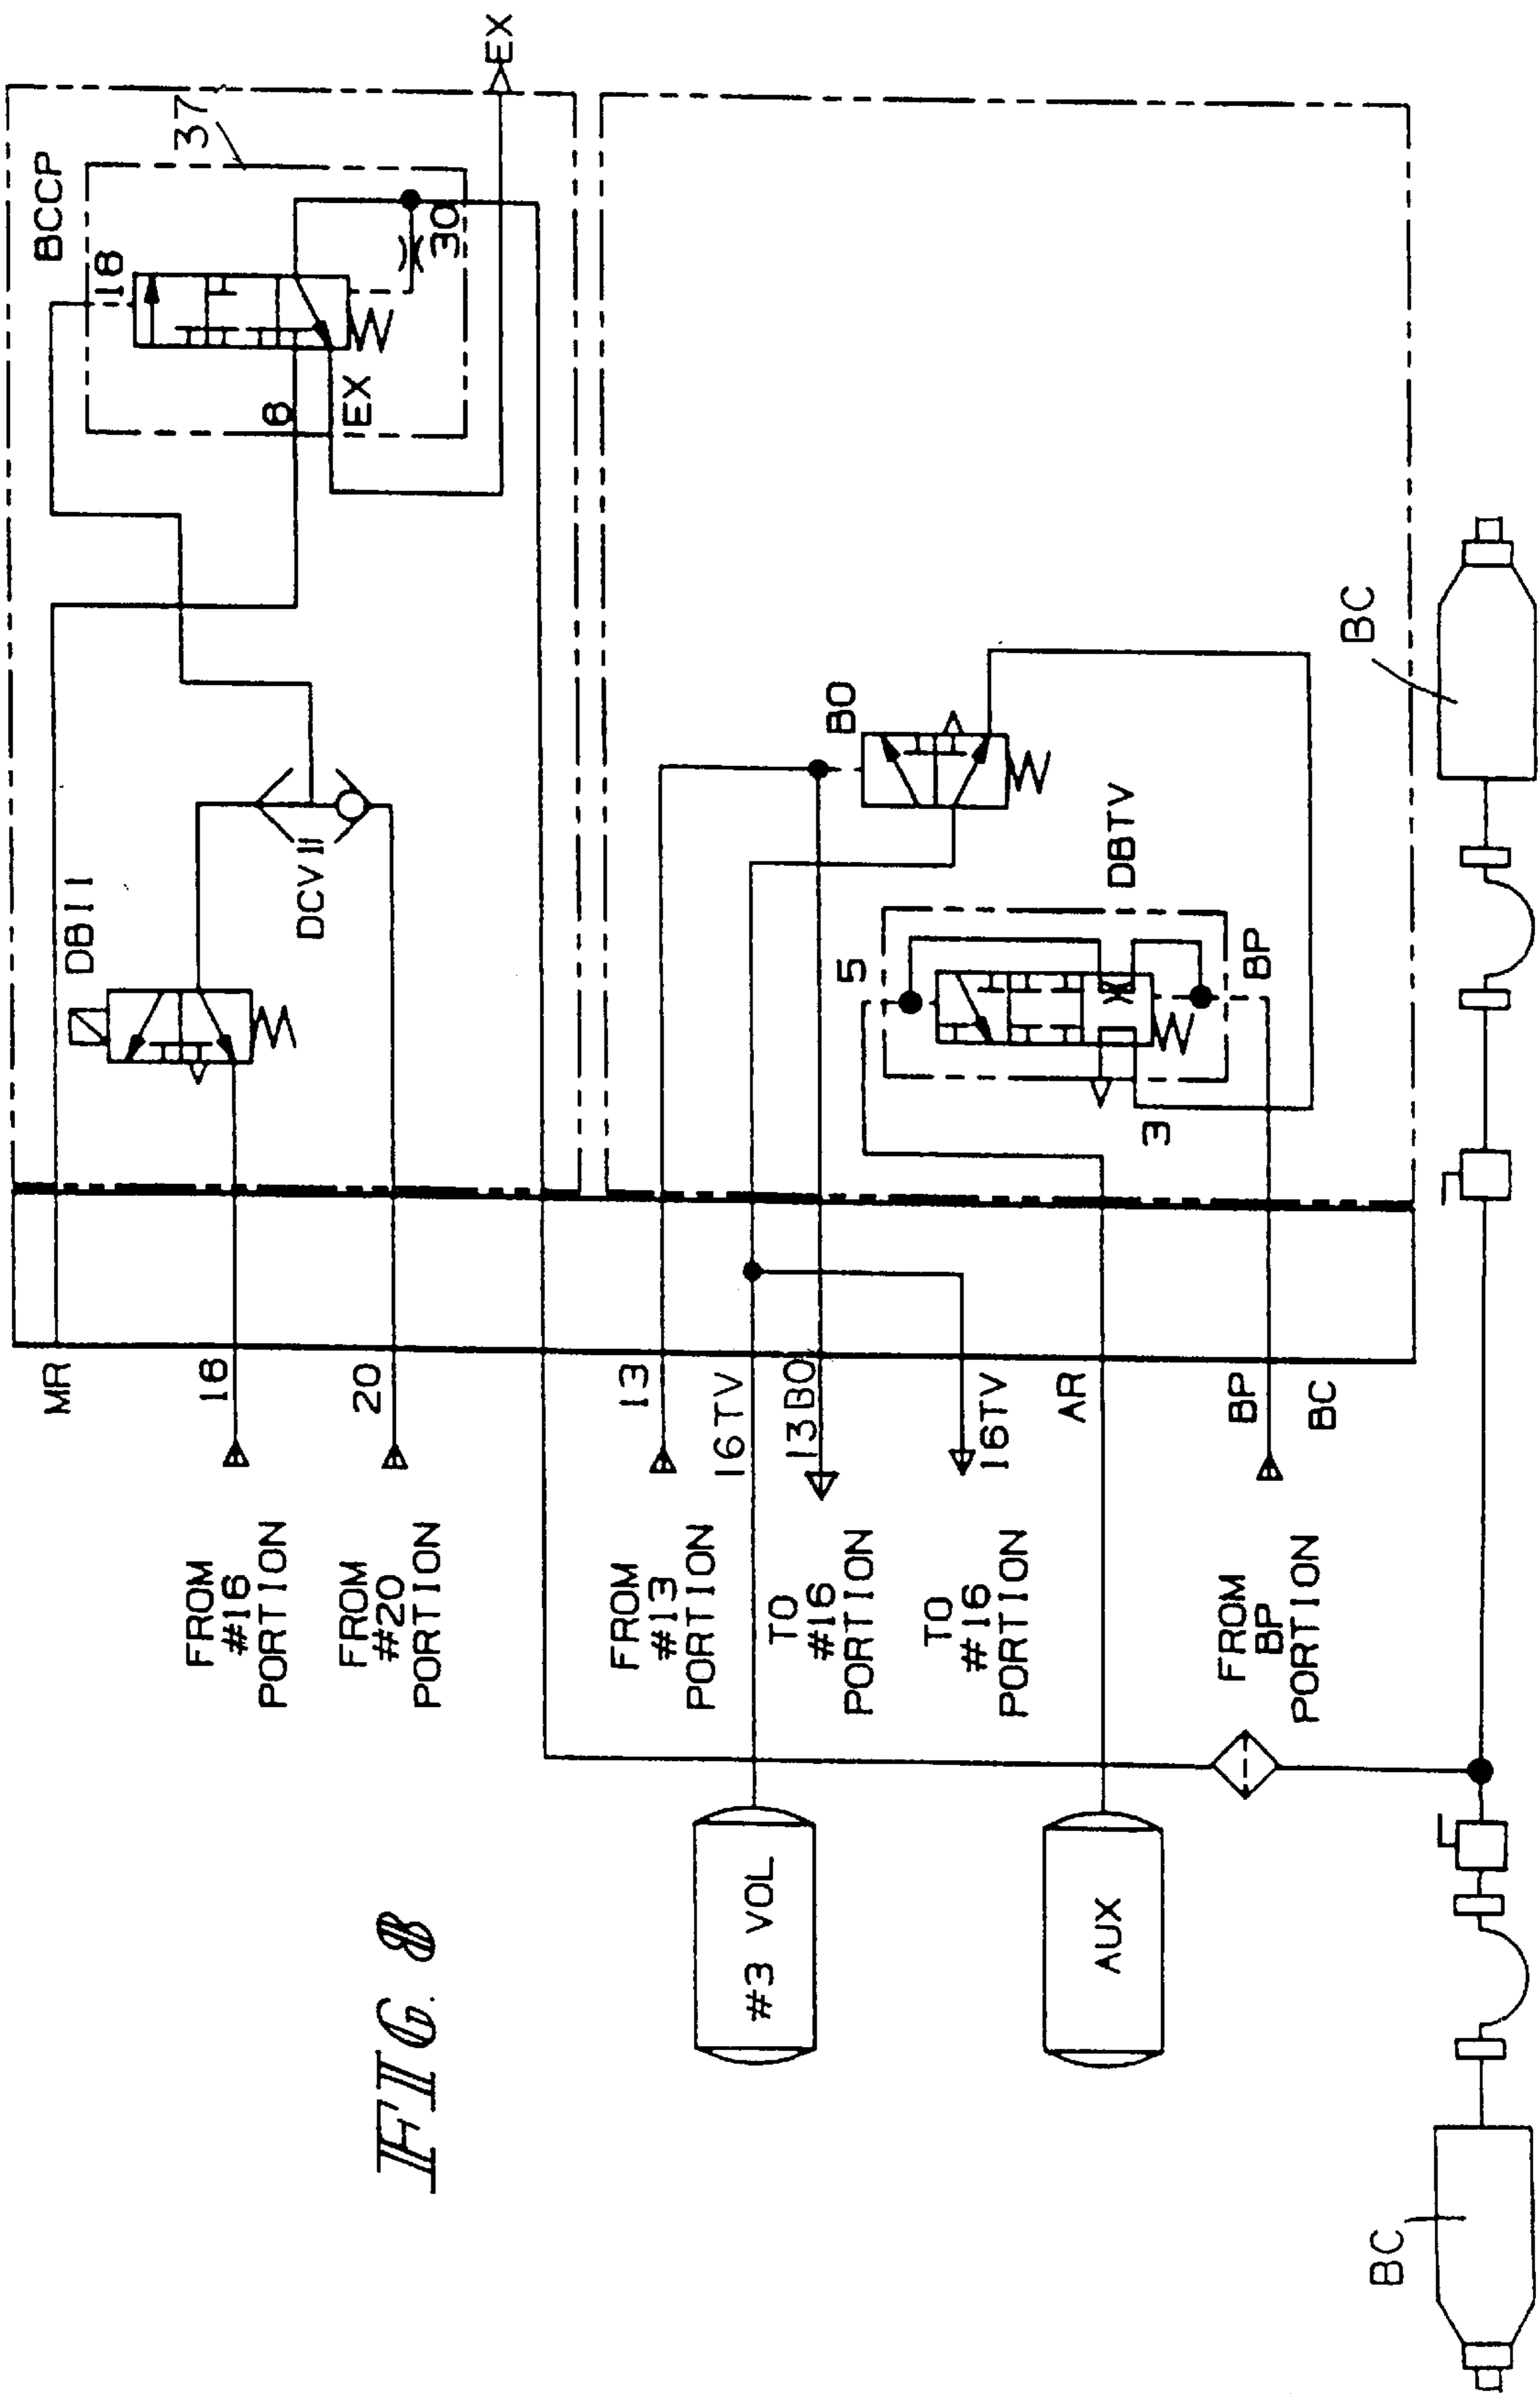 FIG. 8
MR
FROM
#16
PORTION
16
FROM
#20
PORTION
20
DB11
DCV11
BCCP
37
16
6
EX
30
EX
FROM
#13
PORTION
13
16TV
TO
#16
PORTION
13BO
TO
#16
PORTION
16TV
#3 VOL
AUX
AR
FROM
BP
PORTION
BP
BC
BO
5
DBTV
3
BP
BC
BC